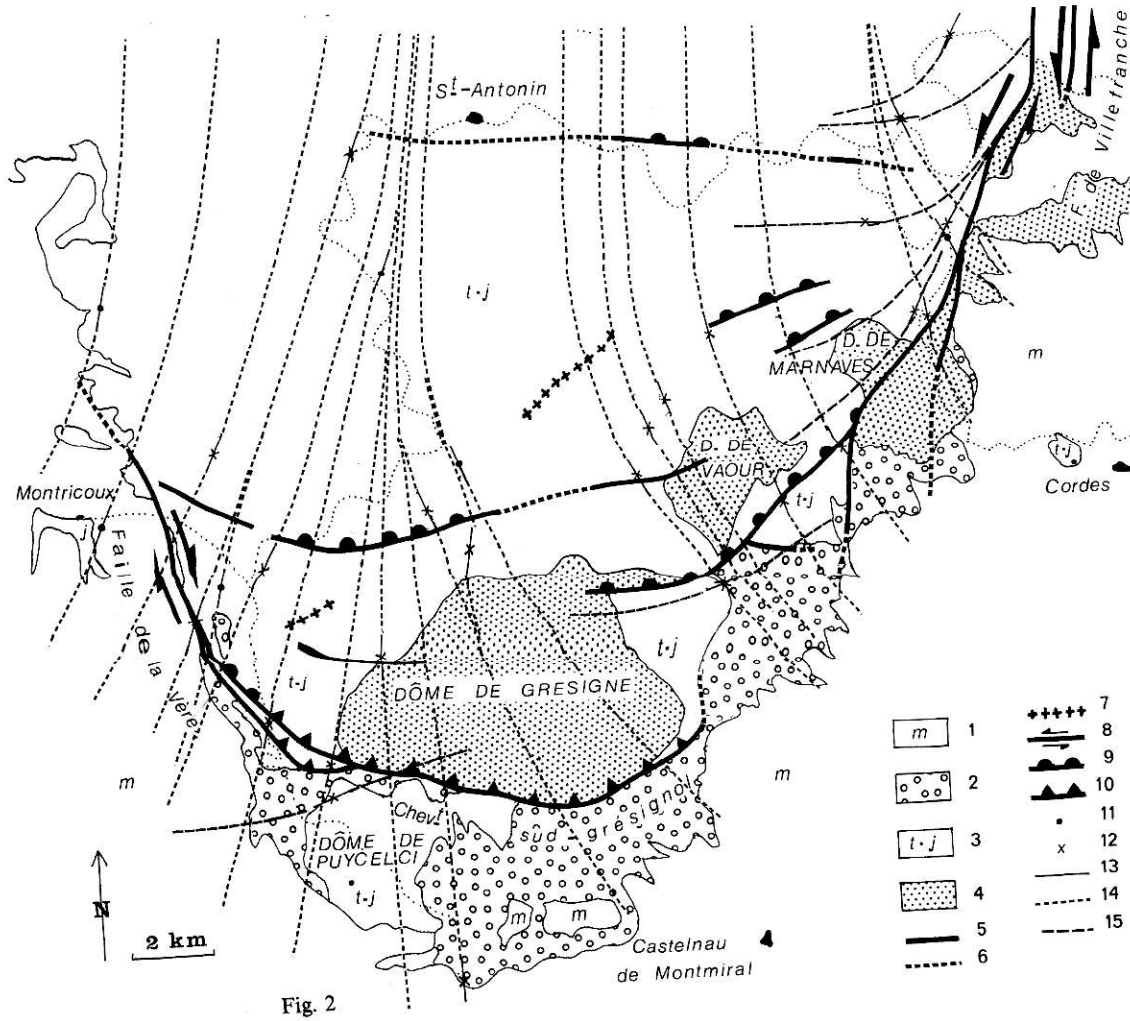 St-Antonin
F. de Villefranche
t.j
D. DE
MARNAVES
m
D. DE
VAOUR
t.j
t.j
Cordes
Montricoux
j
Faille
de la Vère
t.j
t.j
DÔME DE GRESIGNE
m
m
Chevt
sud-grésignol
DÔME DE
PUYCELCI
t.j
m
m
N
2 km
Castelnau
de Montmiral
Fig. 2
m 1
2
t.j 3
4
5
6
7
8
9
10
11
12
13
14
15